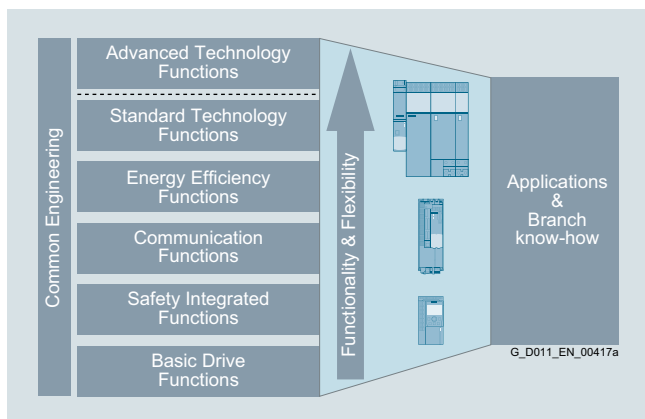 Common Engineering
Advanced Technology
Functions
Standard Technology
Functions
Energy Efficiency
Functions
Communication
Functions
Safety Integrated
Functions
Basic Drive
Functions
Functionality & Flexibility
Applications
&
Branch
know-how
G_D011_EN_00417a